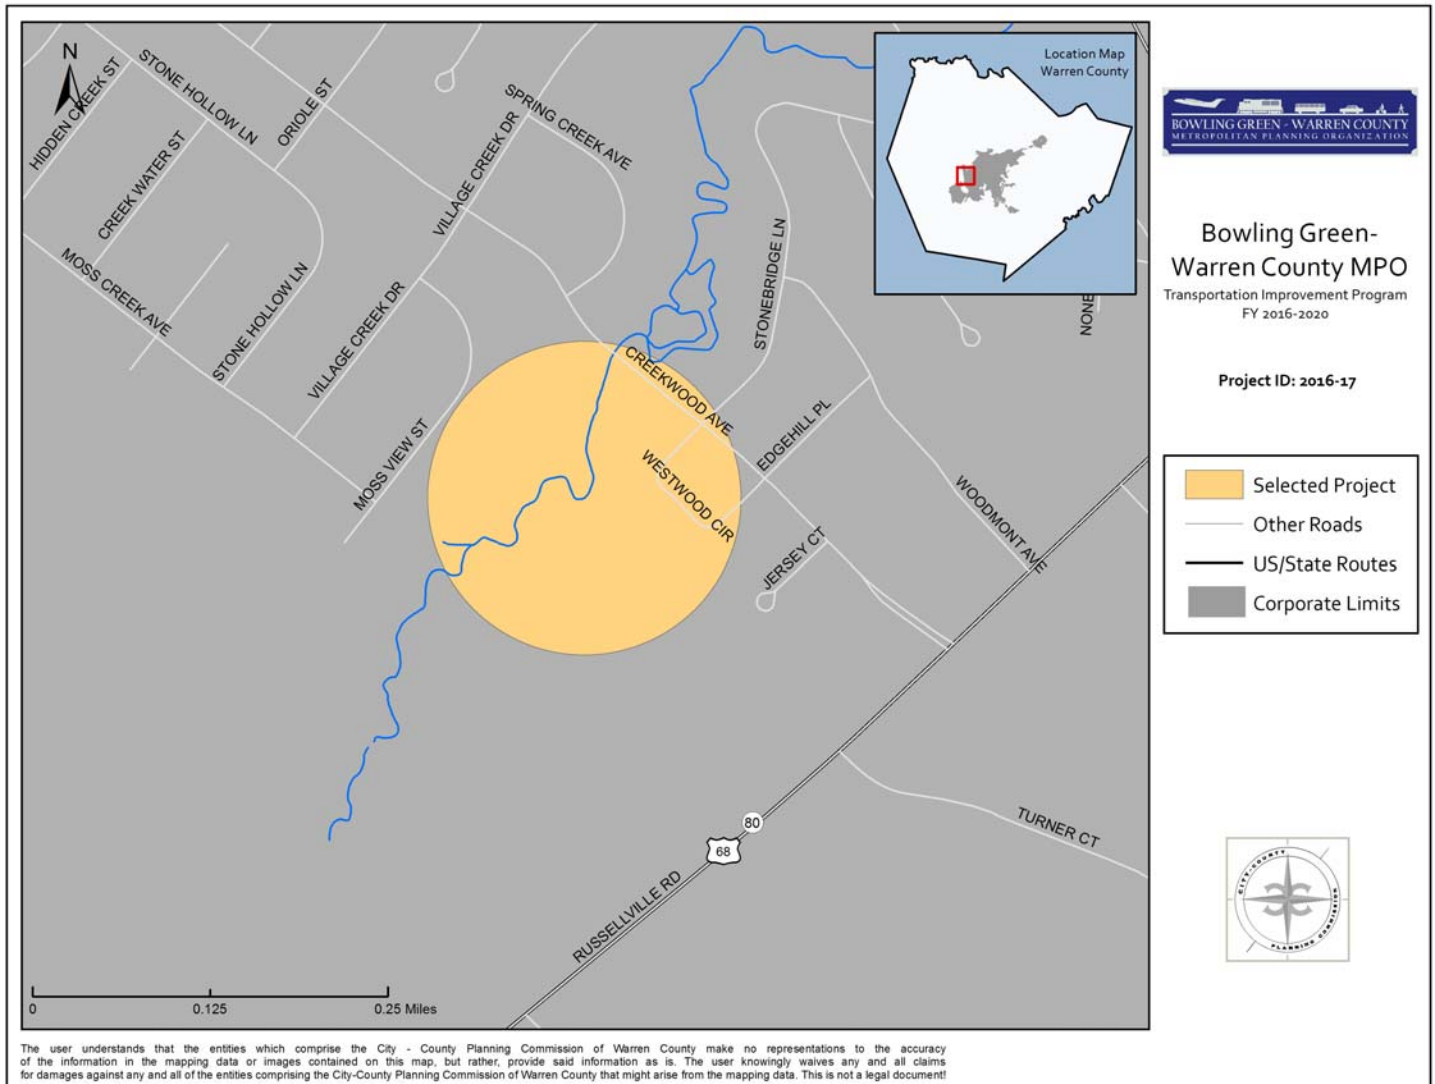 N
HIDDEN CREEK ST
STONE HOLLOW LN
ORIOLE ST
CREEK WATER ST
SPRING CREEK AVE
VILLAGE CREEK DR
MOSS CREEK AVE
STONE HOLLOW LN
VILLAGE CREEK DR
MOSS VIEW ST
STONEBRIDGE LN
CREEKWOOD AVE
EDGEHILL PL
WESTWOOD CIR
JERSEY CT
WOODMONT AVE
NONE
80
68
RUSSELLVILLE RD
TURNER CT
0 0.125 0.25 Miles
Location Map
Warren County
BOWLING GREEN - WARREN COUNTY
METROPOLITAN PLANNING ORGANIZATION
Bowling Green-
Warren County MPO
Transportation Improvement Program
FY 2016-2020
Project ID: 2016-17
Selected Project
Other Roads
US/State Routes
Corporate Limits
CITY-COUNTY
PLANNING COMMISSION
The user understands that the entities which comprise the City - County Planning Commission of Warren County make no representations to the accuracy
of the information in the mapping data or images contained on this map, but rather, provide said information as is. The user knowingly waives any and all claims
for damages against any and all of the entities comprising the City-County Planning Commission of Warren County that might arise from the mapping data. This is not a legal document!